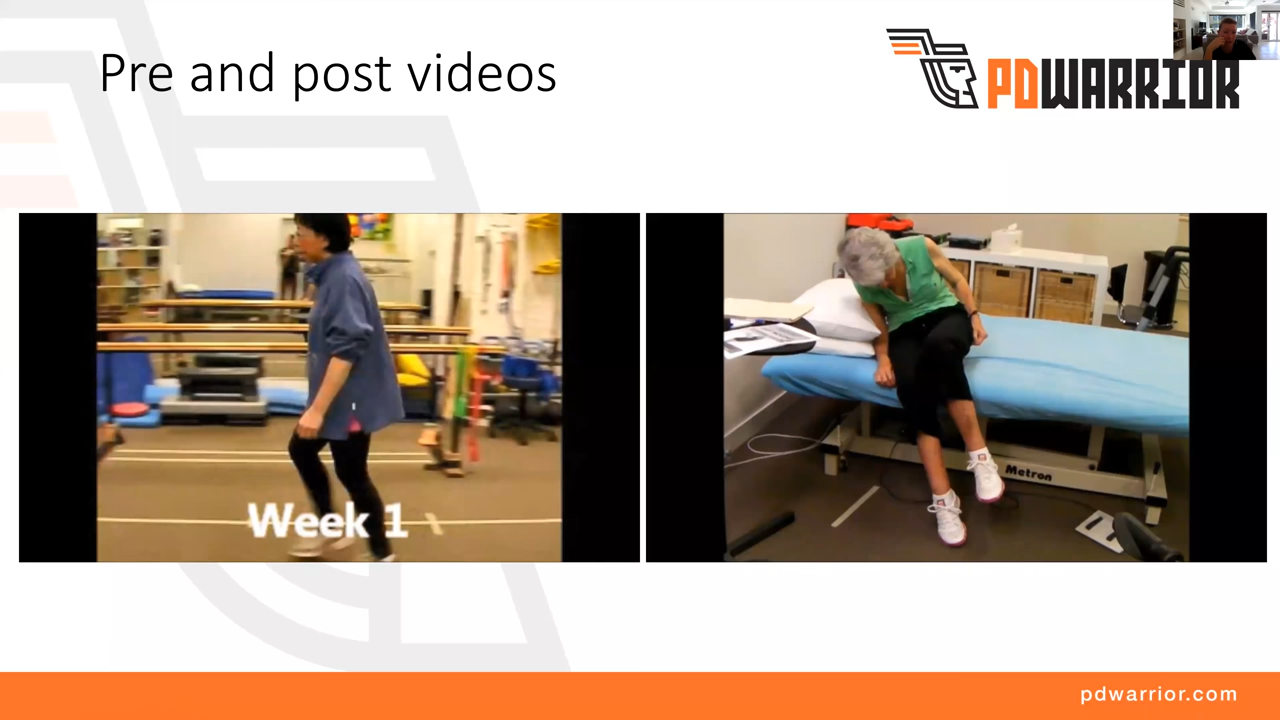 Pre and post videos
PDWARRIOR
Week 1
Metron
pdwarrior.com